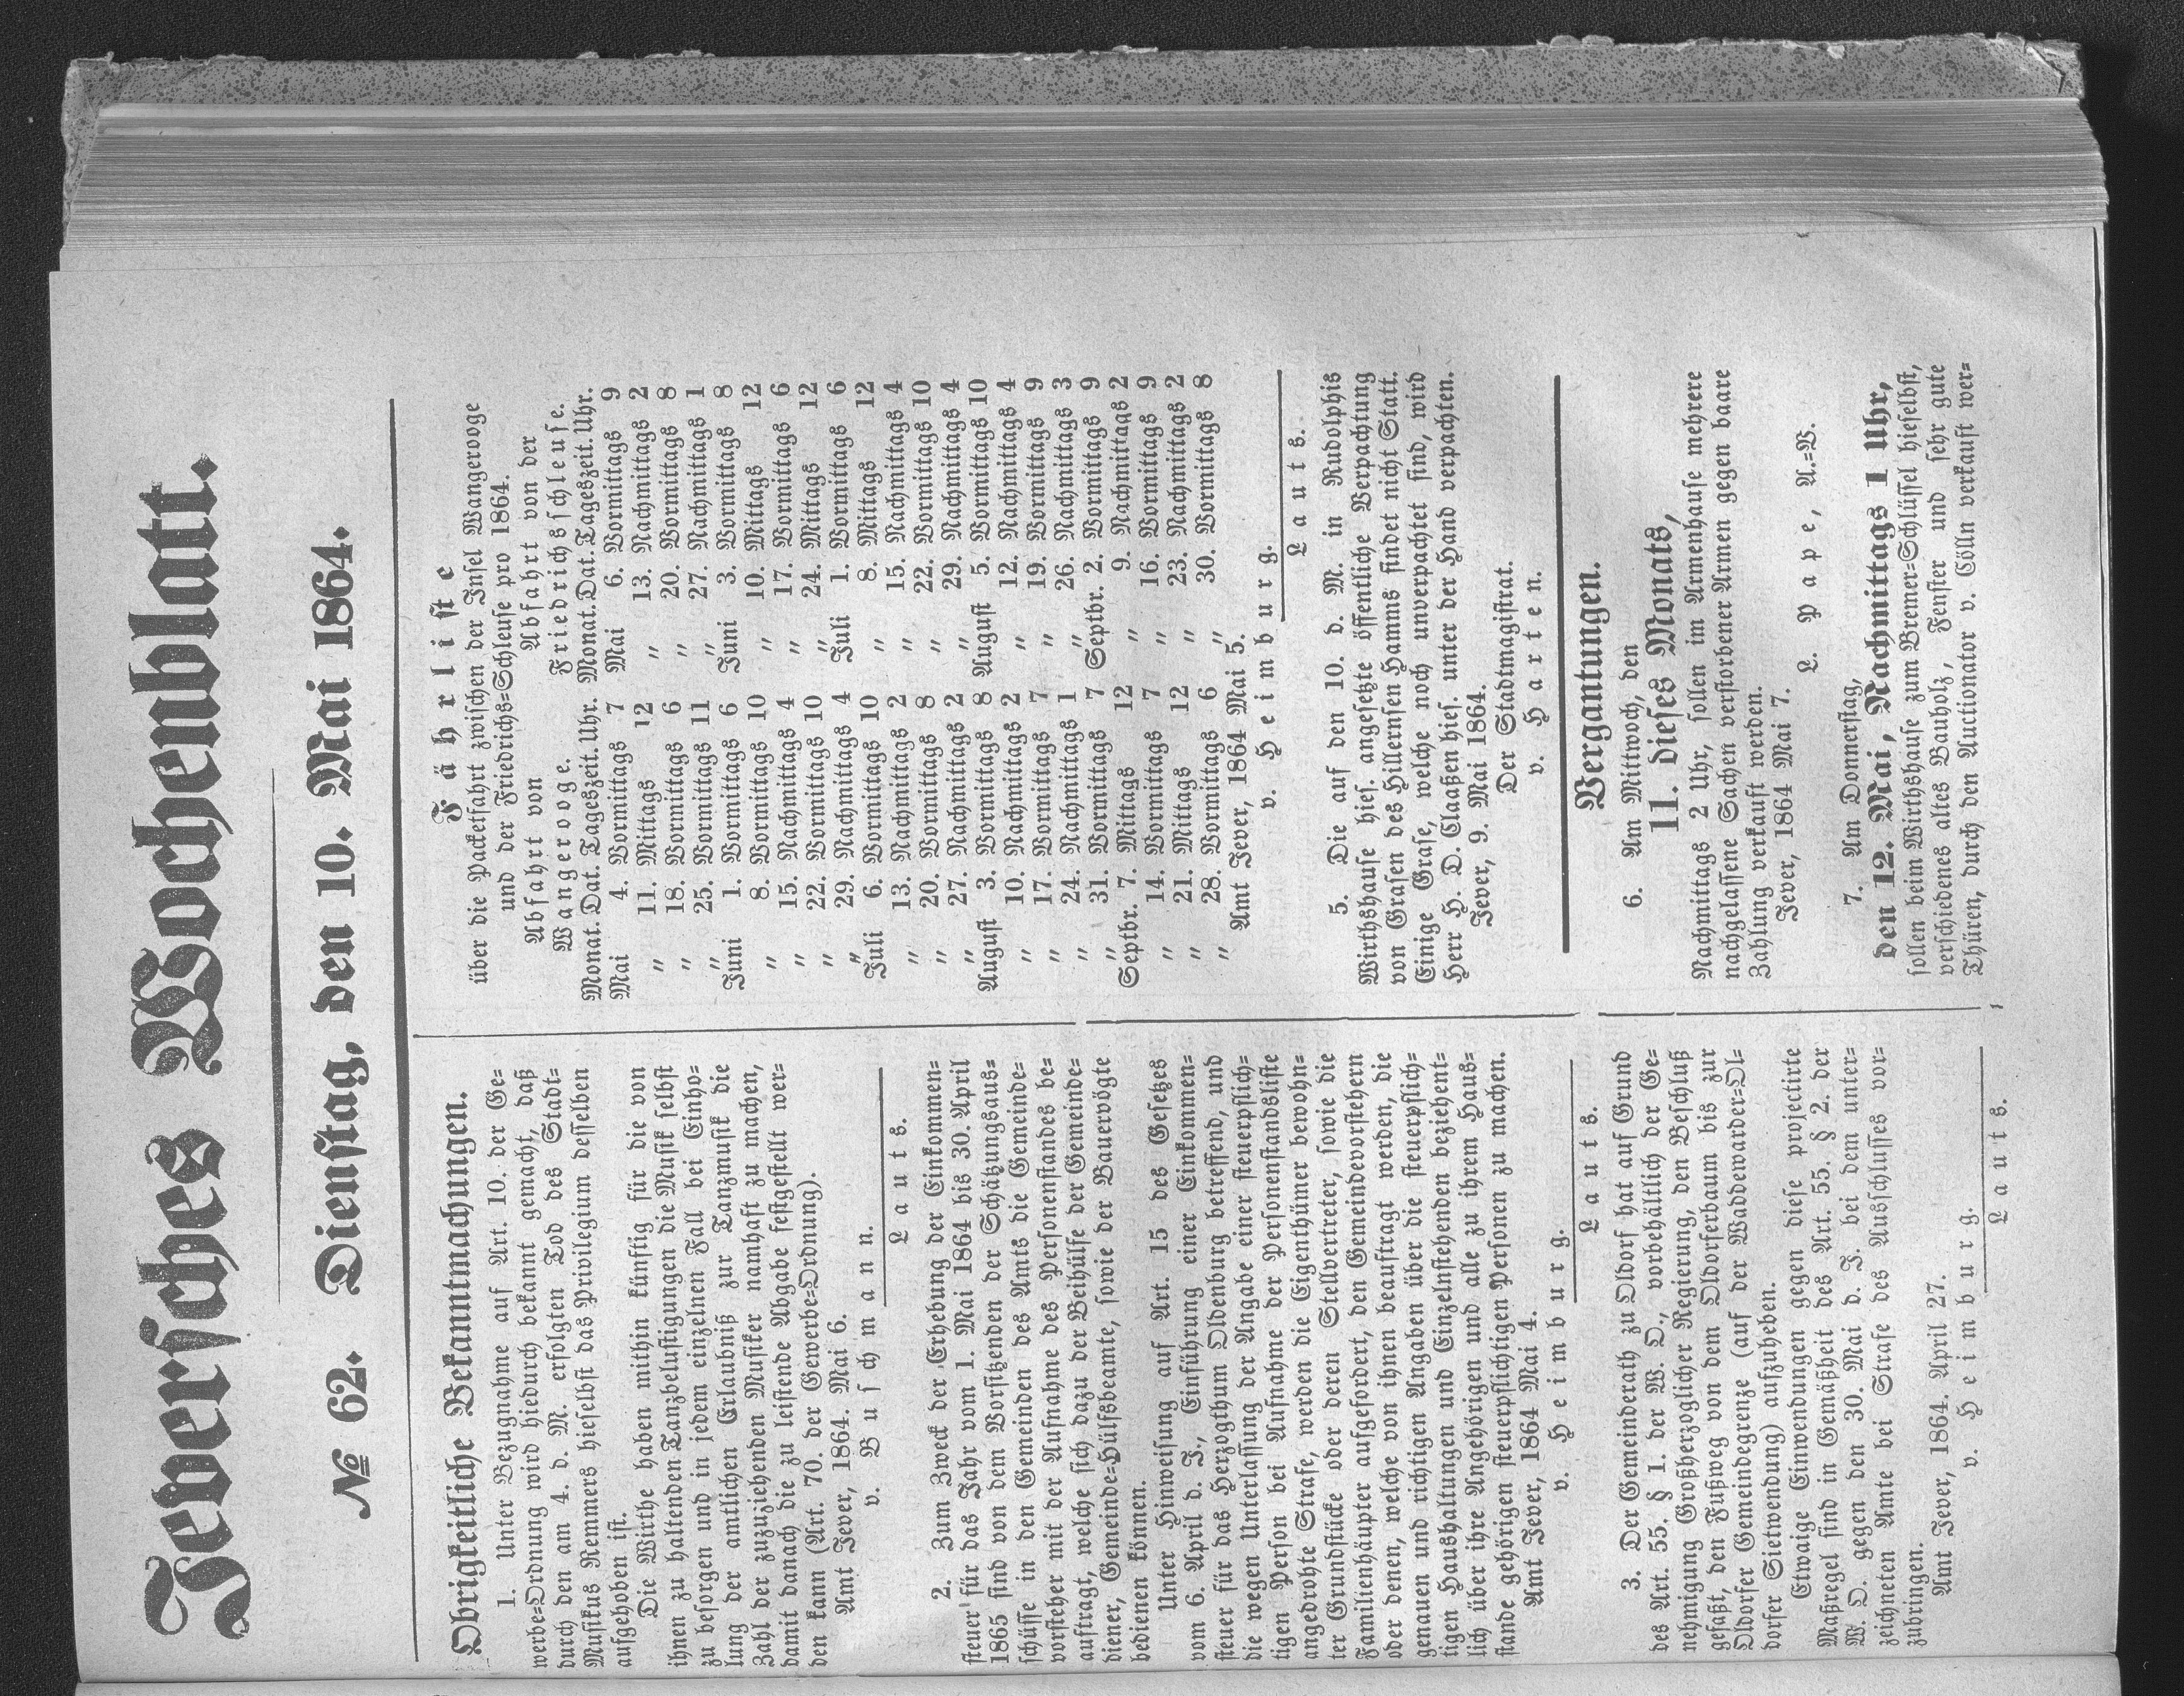 Jeversches Wochenblatt.
№ 62. Dienstag, den 10. Mai 1864.
Obrigkeitliche Bekanntmachungen.
1. Unter Bezugnahme auf Art. 10. der Ge=
werbe=Ordnung wird hiedurch bekannt gemacht, daß
durch den am 4. d. M. erfolgten Tod des Stadt=
Musikus Remmers hieselbst das Privilegium desselben
aufgehoben ist.
Die Wirthe haben mithin künftig für die von
ihnen zu haltenden Tanzbelustigungen die Musik selbst
zu besorgen und in jedem einzelnen Fall bei Einho=
lung der amtlichen Erlaubniß zur Tanzmusik die
Zahl der zuzuziehenden Musiker namhaft zu machen,
damit danach die zu leistende Abgabe festgestellt wer=
den kann (Art. 70. der Gewerbe=Ordnung).
Amt Jever, 1864. Mai 6.
v. Buschmann.
Lauts.
2. Zum Zweck der Erhebung der Einkommen=
steuer für das Jahr vom 1. Mai 1864 bis 30. April
1865 sind von dem Vorsitzenden der Schätzungsaus=
schüsse in den Gemeinden des Amts die Gemeinde=
vorsteher mit der Aufnahme des Personenstandes be=
auftragt, welche sich dazu der Beihülfe der Gemeinde=
diener, Gemeinde=Hülfsbeamte, sowie der Bauervögte
bedienen können.
Unter Hinweisung auf Art. 15 des Gesetzes
vom 6. April d. J., Einführung einer Einkommen=
steuer für das Herzogthum Oldenburg betreffend, und
die wegen Unterlassung der Angabe einer steuerpflich=
tigen Person bei Aufnahme der Personenstandsliste
angedrohte Strafe, werden die Eigenthümer bewohn=
ter Grundstücke oder deren Stellvertreter, sowie die
Familienhäupter aufgefordert, den Gemeindevorstehern
oder denen, welche von ihnen beauftragt werden, die
genauen und richtigen Angaben über die steuerpflich=
tigen Haushaltungen und Einzelnstehenden beziehent=
lich über ihre Angehörigen und alle zu ihrem Haus=
stande gehörigen steuerpflichtigen Personen zu machen.
Amt Jever, 1864 Mai 4.
v. Heimburg.
Lauts.
3. Der Gemeinderath zu Oldorf hat auf Grund
des Art. 55. § 1. der W. O., vorbehältlich der Ge=
nehmigung Großherzoglicher Regierung, den Beschluß
gefaßt, den Fußweg von dem Oldorferbaum bis zur
Oldorfer Gemeindegrenze (auf der Waddewarder=Ol=
dorfer Sietwendung) aufzuheben.
Etwaige Einwendungen gegen diese projectirte
Maßregel sind in Gemäßheit des Art. 55. § 2. der
W. O. gegen den 30. Mai d. J. bei dem unter=
zeichneten Amte bei Strafe des Ausschlusses vor=
zubringen.
Amt Jever, 1864. April 27.
v. Heimburg.
Lauts.
Fährliste
über die Packetfahrt zwischen der Insel Wangerooge
und der Friedrichs=Schleuse pro 1864.
Abfahrt von Abfahrt von der
Wangerooge. Friedrichsschleuse.
Monat. Dat. Tageszeit. Uhr. Monat. Dat. Tageszeit. Uhr.
Mai 4. Vormittags 7 Mai 6. Vormittags 9
" 11. Mittags 12 " 13. Nachmittags 2
" 18. Vormittags 6 " 20. Vormittags 8
" 25. Vormittags 11 " 27. Nachmittags 1
Juni 1. Vormittags 6 Juni 3. Vormittags 8
" 8. Vormittags 10 " 10. Mittags 12
" 15. Nachmittags 4 " 17. Vormittags 6
" 22. Vormittags 10 " 24. Mittags 12
" 29. Nachmittags 4 Juli 1. Vormittags 6
Juli 6. Vormittags 10 " 8. Mittags 12
" 13. Nachmittags 2 " 15. Nachmittags 4
" 20. Vormittags 8 " 22. Vormittags 10
" 27. Nachmittags 2 " 29. Nachmittags 4
August 3. Vormittags 8 August 5. Vormittags 10
" 10. Nachmittags 2 " 12. Nachmittags 4
" 17. Vormittags 7 " 19. Vormittags 9
" 24. Nachmittags 1 " 26. Nachmittags 3
" 31. Vormittags 7 Septbr. 2. Vormittags 9
Septbr. 7. Mittags 12 " 9. Nachmittags 2
" 14. Vormittags 7 " 16. Vormittags 9
" 21. Mittags 12 " 23. Nachmittags 2
" 28. Vormittags 6 " 30. Vormittags 8
Amt Jever, 1864 Mai 5.
v. Heimburg.
Lauts.
5. Die auf den 10. d. M. in Rudolphis
Wirthshause hies. angesetzte öffentliche Verpachtung
von Grasen des Hillernsen Hamms findet nicht Statt.
Einige Grase, welche noch unverpachtet sind, wird
Herr H. D. Claaßen hies. unter der Hand verpachten.
Jever, 9. Mai 1864.
Der Stadtmagistrat.
v. Harten.
Vergantungen.
6. Am Mittwoch, den
11. dieses Monats,
Nachmittags 2 Uhr, sollen im Armenhause mehrere
nachgelassene Sachen verstorbener Armen gegen baare
Zahlung verkauft werden.
Jever, 1864 Mai 7.
L. Pape, A.=V.
7. Am Donnerstag,
den 12. Mai, Nachmittags 1 Uhr,
sollen beim Wirthshause zum Bremer=Schlüssel hieselbst,
verschiedenes altes Bauholz, Fenster und sehr gute
Thüren, durch den Auctionator v. Cölln verkauft wer=